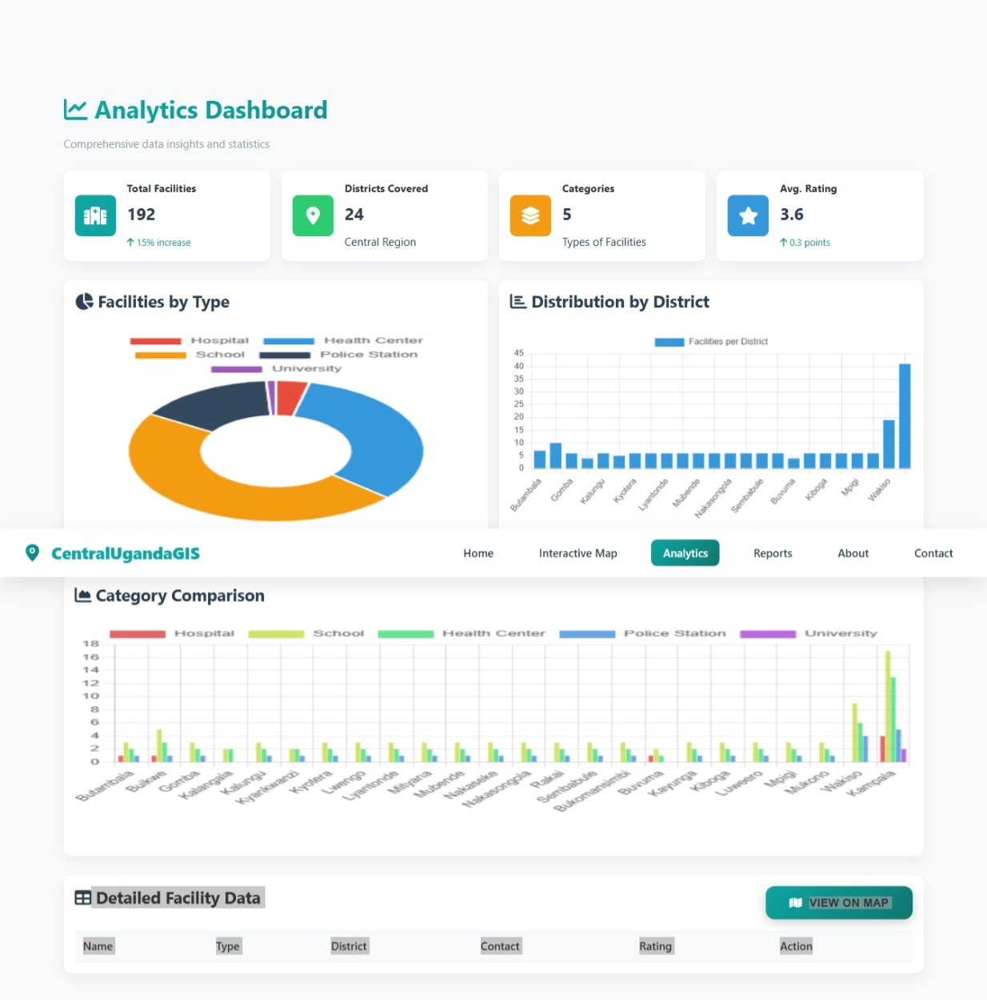 Analytics Dashboard
Comprehensive data insights and statistics
Total Facilities
192
15% increase
Districts Covered
24
Central Region
Categories
5
Types of Facilities
Avg. Rating
3.6
0.3 points
Facilities by Type
Hospital Health Center
School Police Station
University
Distribution by District
Facilities per District
45
40
35
30
25
20
15
10
5
0
Butambala Gomba Kalungu Kyotera Lyantonde Mubende Nakasongola Sembabule Buvuma Kiboga Mpigi Wakiso
CentralUgandaGIS Home Interactive Map Analytics Reports About Contact
Category Comparison
Hospital School Health Center Police Station University
18
16
14
12
10
8
6
4
2
0
Butambala Buikwe Gomba Kalangala Kalungu Kyankwanzi Kyotera Lwengo Lyantonde Mityana Mubende Nakaseke Nakasongola Rakai Sembabule Bukomansimbi Buvuma Kayunga Kiboga Luweero Mpigi Mukono Wakiso Kampala
Detailed Facility Data
VIEW ON MAP
Name Type District Contact Rating Action